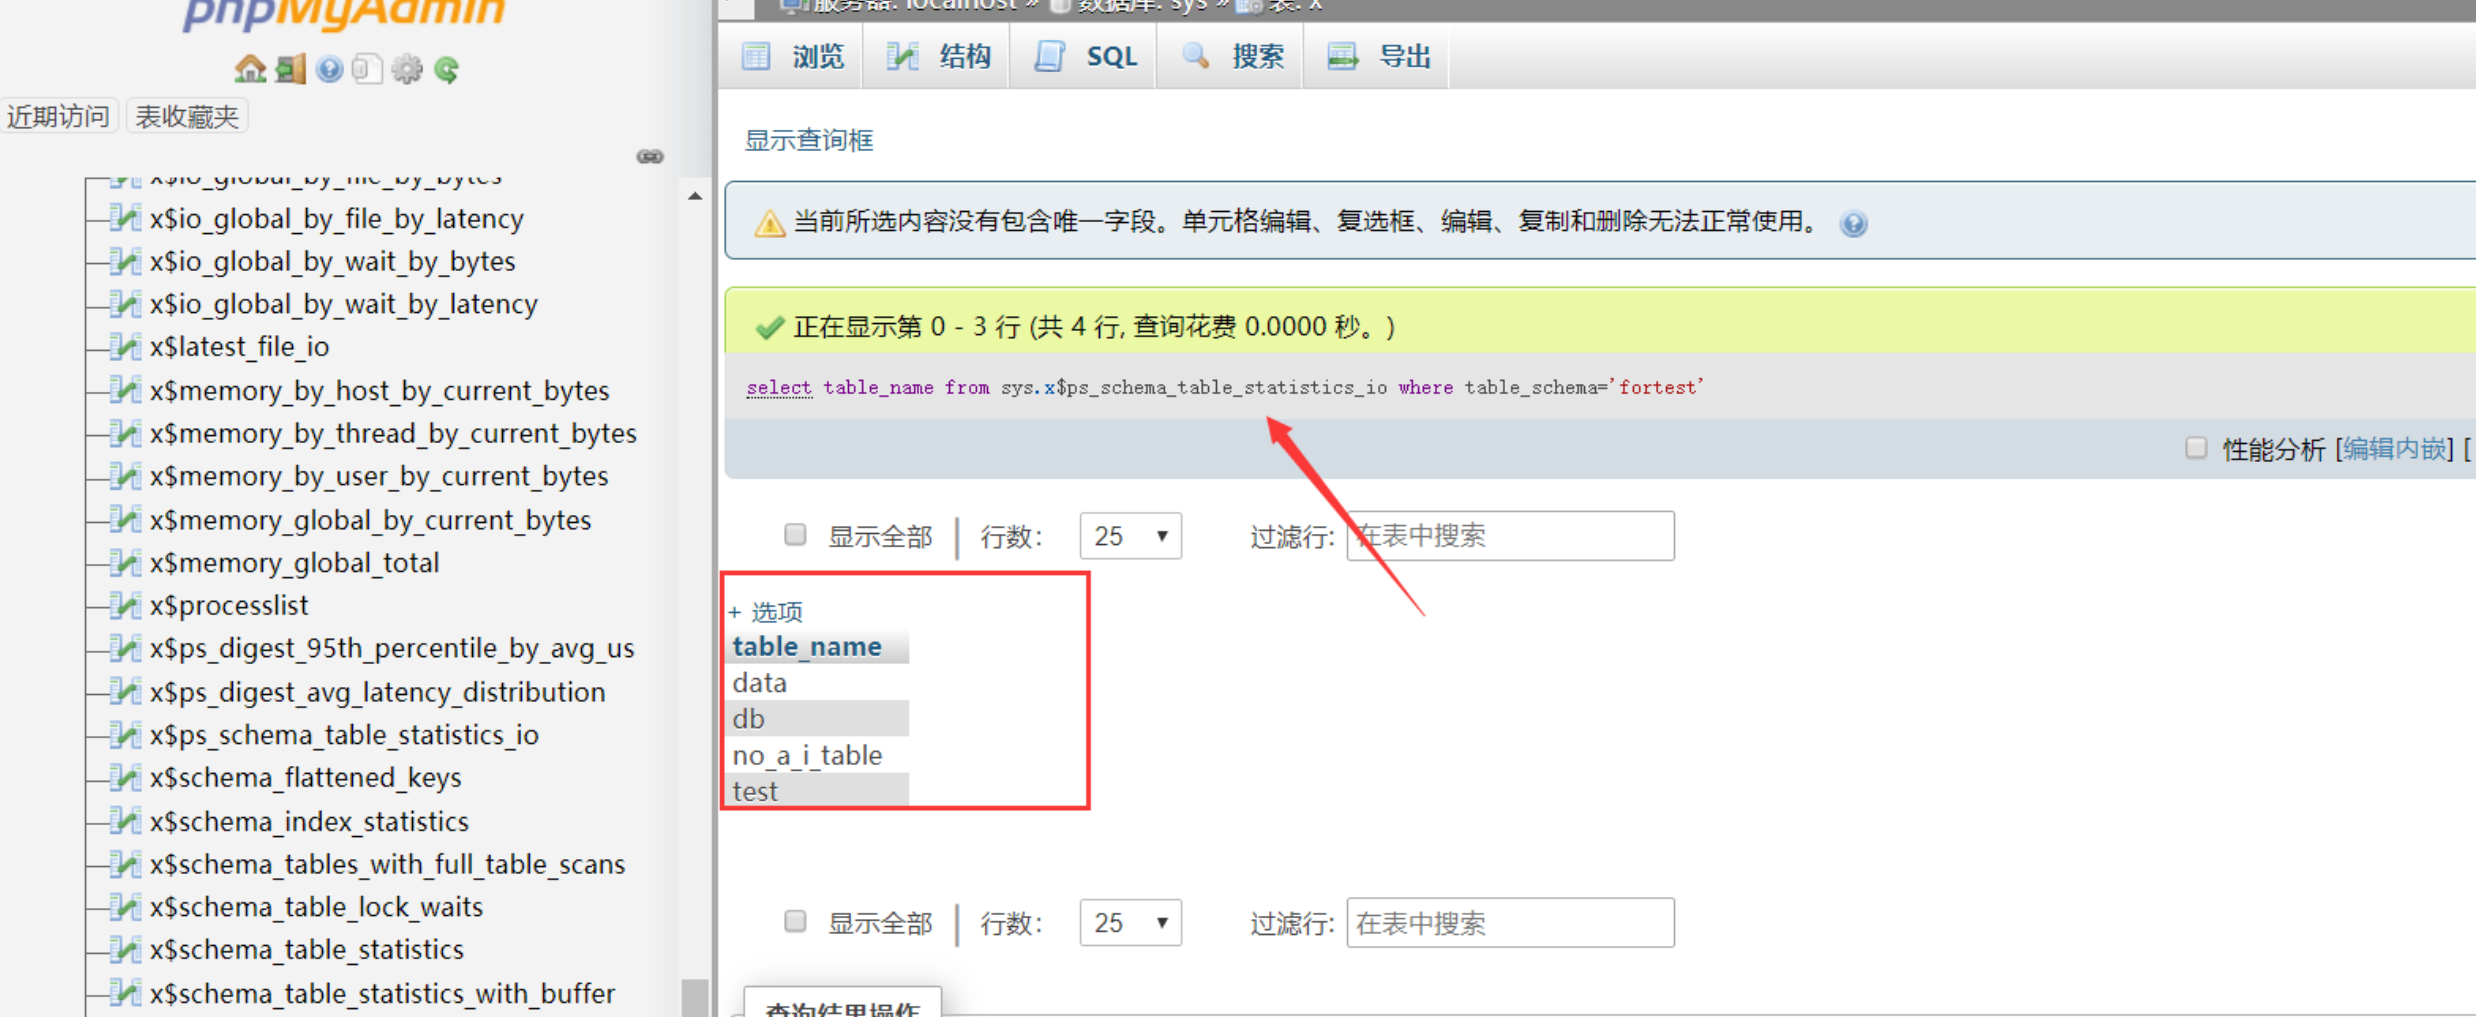 phpMyAdmin
近期访问 表收藏夹
x$io_global_by_file_by_bytes
x$io_global_by_file_by_latency
x$io_global_by_wait_by_bytes
x$io_global_by_wait_by_latency
x$latest_file_io
x$memory_by_host_by_current_bytes
x$memory_by_thread_by_current_bytes
x$memory_by_user_by_current_bytes
x$memory_global_by_current_bytes
x$memory_global_total
x$processlist
x$ps_digest_95th_percentile_by_avg_us
x$ps_digest_avg_latency_distribution
x$ps_schema_table_statistics_io
x$schema_flattened_keys
x$schema_index_statistics
x$schema_tables_with_full_table_scans
x$schema_table_lock_waits
x$schema_table_statistics
x$schema_table_statistics_with_buffer
服务器: localhost » 数据库: sys » 表: x
浏览 结构 SQL 搜索 导出
显示查询框
当前所选内容没有包含唯一字段。单元格编辑、复选框、编辑、复制和删除无法正常使用。
正在显示第 0 - 3 行 (共 4 行, 查询花费 0.0000 秒。)
select table_name from sys.x$ps_schema_table_statistics_io where table_schema='fortest'
性能分析 [编辑内嵌] [
显示全部 | 行数: 25 过滤行: 在表中搜索
+ 选项
table_name
data
db
no_a_i_table
test
显示全部 | 行数: 25 过滤行: 在表中搜索
查询结果操作